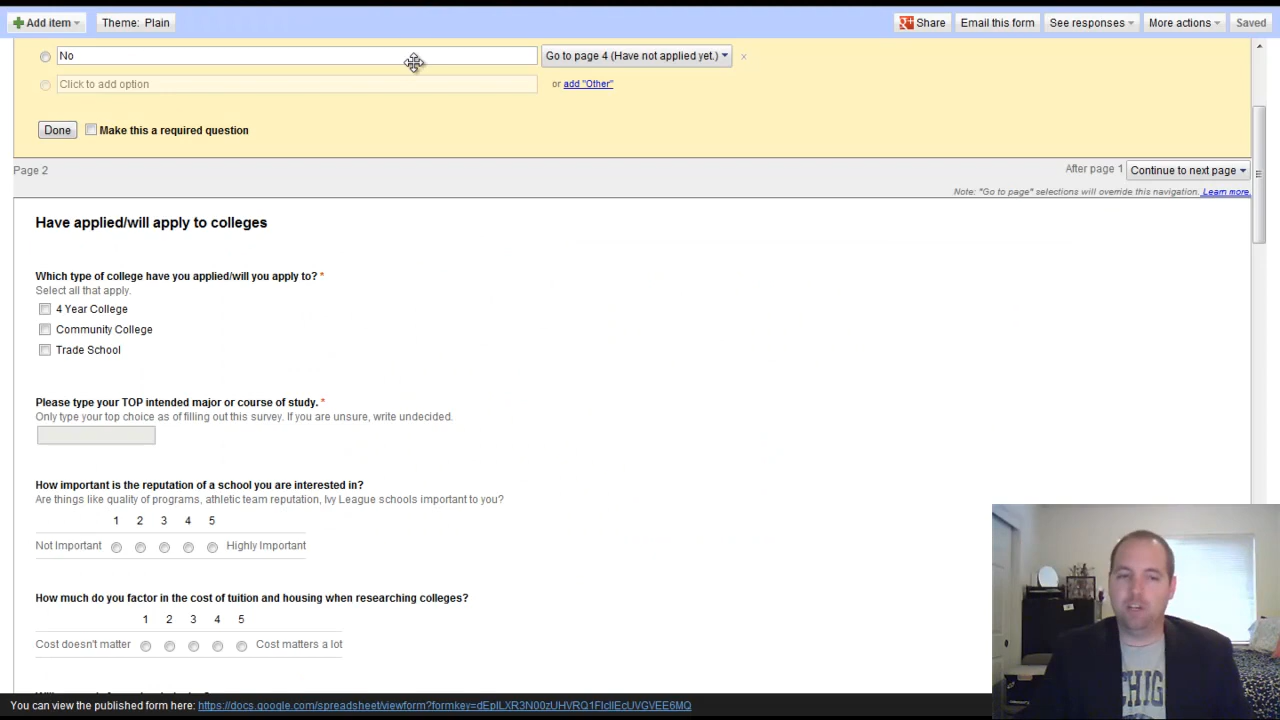 Add item
Theme: Plain
Share
Email this form
See responses
More actions
Saved
No
Go to page 4 (Have not applied yet.)
Click to add option
or add "Other"
Done
Make this a required question
Page 2
After page 1
Continue to next page
Note: "Go to page" selections will override this navigation. Learn more.
Have applied/will apply to colleges
Which type of college have you applied/will you apply to? *
Select all that apply.
4 Year College
Community College
Trade School
Please type your TOP intended major or course of study. *
Only type your top choice as of filling out this survey. If you are unsure, write undecided.
How important is the reputation of a school you are interested in?
Are things like quality of programs, athletic team reputation, Ivy League schools important to you?
1 2 3 4 5
Not Important
Highly Important
How much do you factor in the cost of tuition and housing when researching colleges?
1 2 3 4 5
Cost doesn't matter
Cost matters a lot
You can view the published form here: